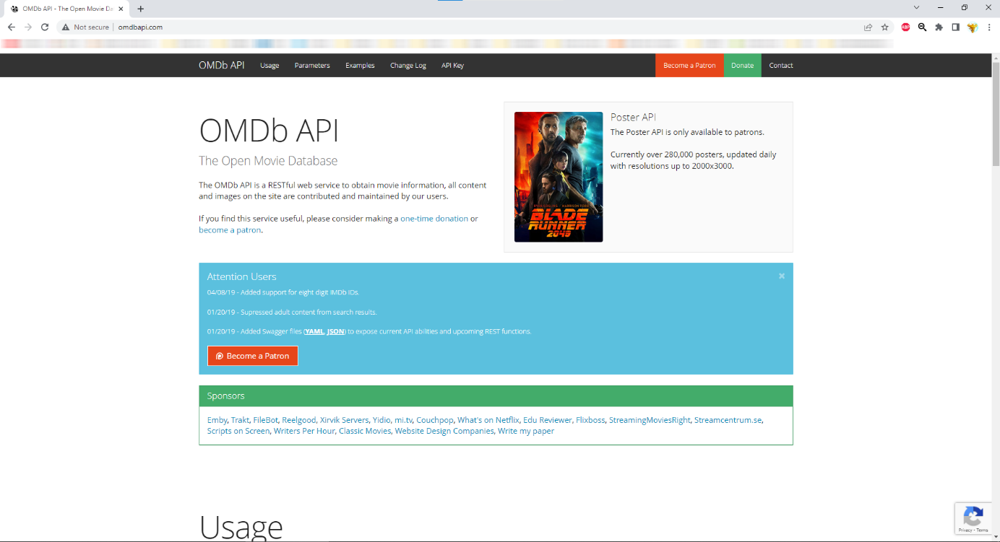 OMDb API - The Open Movie Da
Not secure
omdbapi.com
ABP
OMDb API
Usage
Parameters
Examples
Change Log
API Key
Become a Patron
Donate
Contact
OMDb API
The Open Movie Database
The OMDb API is a RESTful web service to obtain movie information, all content
and images on the site are contributed and maintained by our users.
If you find this service useful, please consider making a one-time donation or
become a patron.
Poster API
The Poster API is only available to patrons.
Currently over 280,000 posters, updated daily
with resolutions up to 2000x3000.
BLADE
RUNNER
2049
Attention Users
04/08/19 - Added support for eight digit IMDb IDs.
01/20/19 - Supressed adult content from search results.
01/20/19 - Added Swagger files (YAML, JSON) to expose current API abilities and upcoming REST functions.
Become a Patron
Sponsors
Emby, Trakt, FileBot, Reelgood, Xirvik Servers, Yidio, mi.tv, Couchpop, What's on Netflix, Edu Reviewer, Flixboss, StreamingMoviesRight, Streamcentrum.se,
Scripts on Screen, Writers Per Hour, Classic Movies, Website Design Companies, Write my paper
Usage
Privacy - Terms